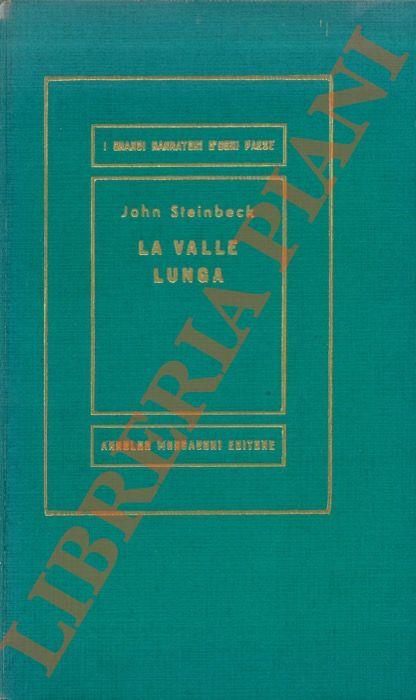 I GRANDI NARRATORI D'OGNI PAESE
John Steinbeck
LA VALLE
LUNGA
ARNOLDO MONDADORI EDITORE
LIBRERIA PIANI